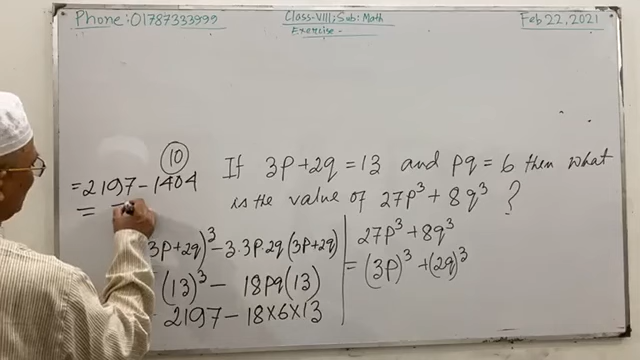 Phone: 01787333999
Class-VIII; Sub: Math
Exercise-
Feb 22, 2021
(10) If 3p+2q = 13 and pq = 6 then what
is the value of 27p³ + 8q³ ?
27p³ + 8q³
= (3p)³ + (2q)³
3p+2q)³ - 3.3p.2q (3p+2q)
(13)³ - 18pq (13)
2197 - 18×6×13
= 2197 - 1404
=